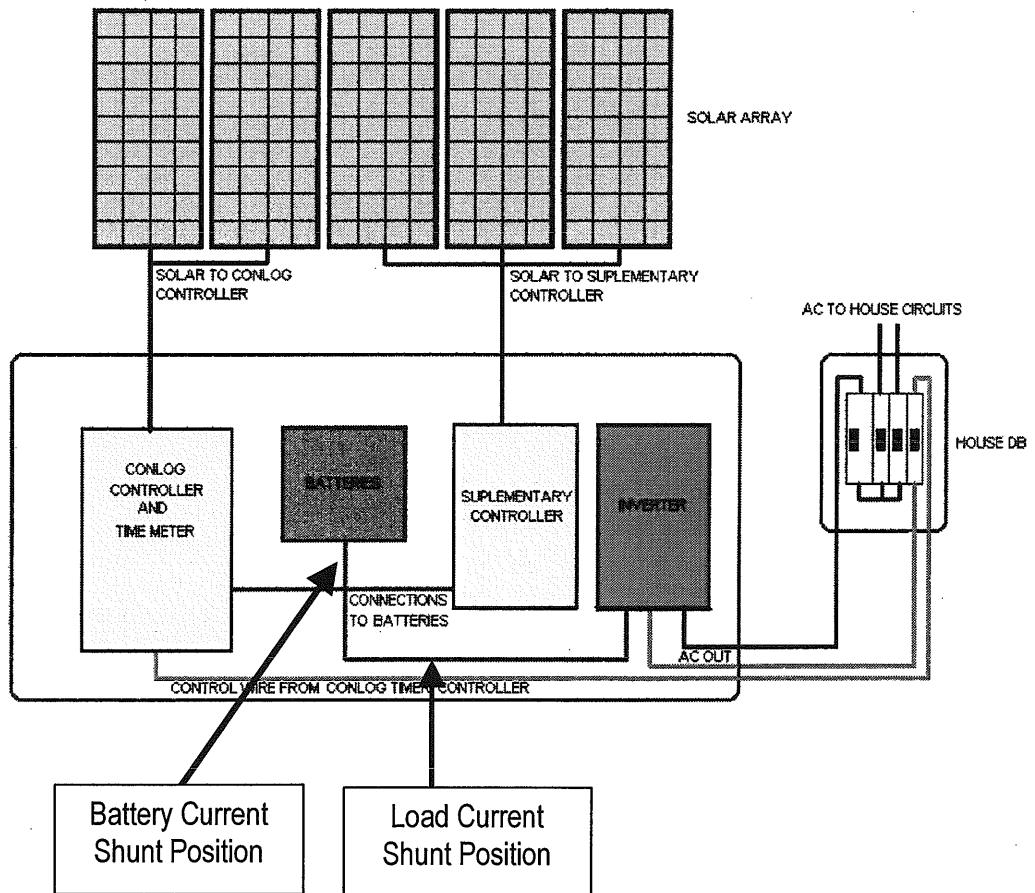 SOLAR ARRAY
SOLAR TO CONLOG
CONTROLLER
SOLAR TO SUPLEMENTARY
CONTROLLER
AC TO HOUSE CIRCUITS
HOUSE DB
CONLOG
CONTROLLER
AND
TIME METER
BATTERIES
SUPLEMENTARY
CONTROLLER
INVERTER
CONNECTIONS
TO BATTERIES
AC OUT
CONTROL WIRE FROM CONLOG TIMER CONTROLLER
Battery Current
Shunt Position
Load Current
Shunt Position